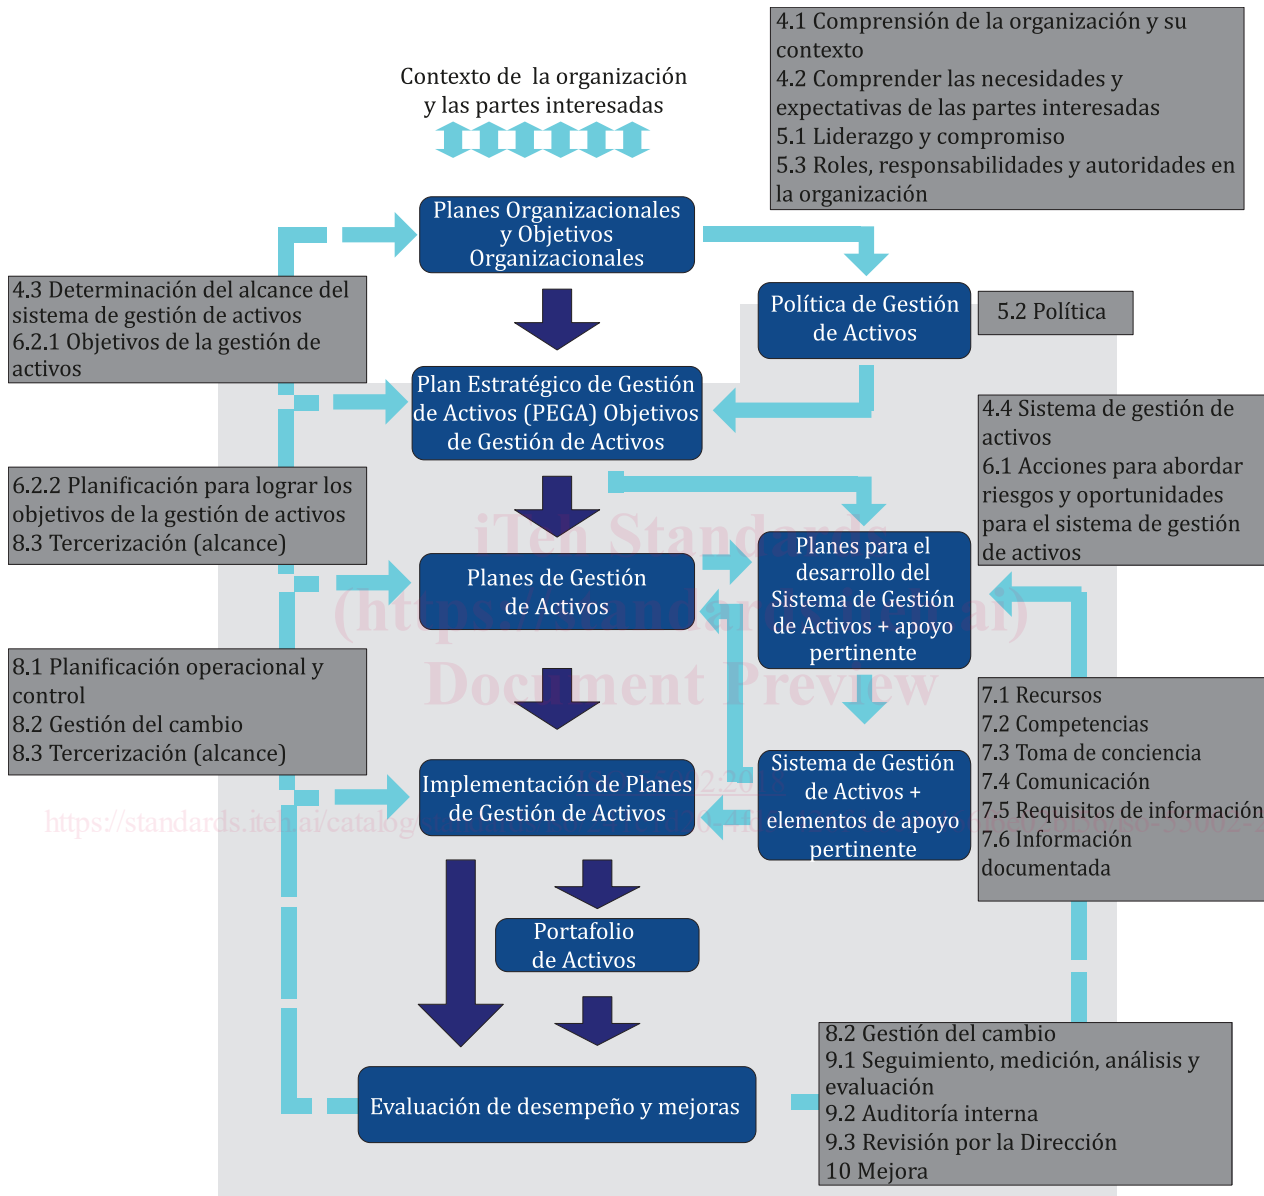 Contexto de la organización
y las partes interesadas
4.1 Comprensión de la organización y su
contexto
4.2 Comprender las necesidades y
expectativas de las partes interesadas
5.1 Liderazgo y compromiso
5.3 Roles, responsabilidades y autoridades en
la organización
Planes Organizacionales
y Objetivos
Organizacionales
4.3 Determinación del alcance del
sistema de gestión de activos
6.2.1 Objetivos de la gestión de
activos
Política de Gestión
de Activos
5.2 Política
Plan Estratégico de Gestión
de Activos (PEGA) Objetivos
de Gestión de Activos
4.4 Sistema de gestión de
activos
6.1 Acciones para abordar
riesgos y oportunidades
para el sistema de gestión
de activos
6.2.2 Planificación para lograr los
objetivos de la gestión de activos
8.3 Tercerización (alcance)
iTeh Standards
Planes de Gestión
de Activos
Planes para el
desarrollo del
Sistema de Gestión
de Activos + apoyo
pertinente
Document Preview
8.1 Planificación operacional y
control
8.2 Gestión del cambio
8.3 Tercerización (alcance)
7.1 Recursos
7.2 Competencias
7.3 Toma de conciencia
7.4 Comunicación
7.5 Requisitos de información
7.6 Información
documentada
Implementación de Planes
de Gestión de Activos
Sistema de Gestión
de Activos +
elementos de apoyo
pertinente
https://standards.iteh.ai/catalog
Portafolio
de Activos
Evaluación de desempeño y mejoras
8.2 Gestión del cambio
9.1 Seguimiento, medición, análisis y
evaluación
9.2 Auditoría interna
9.3 Revisión por la Dirección
10 Mejora